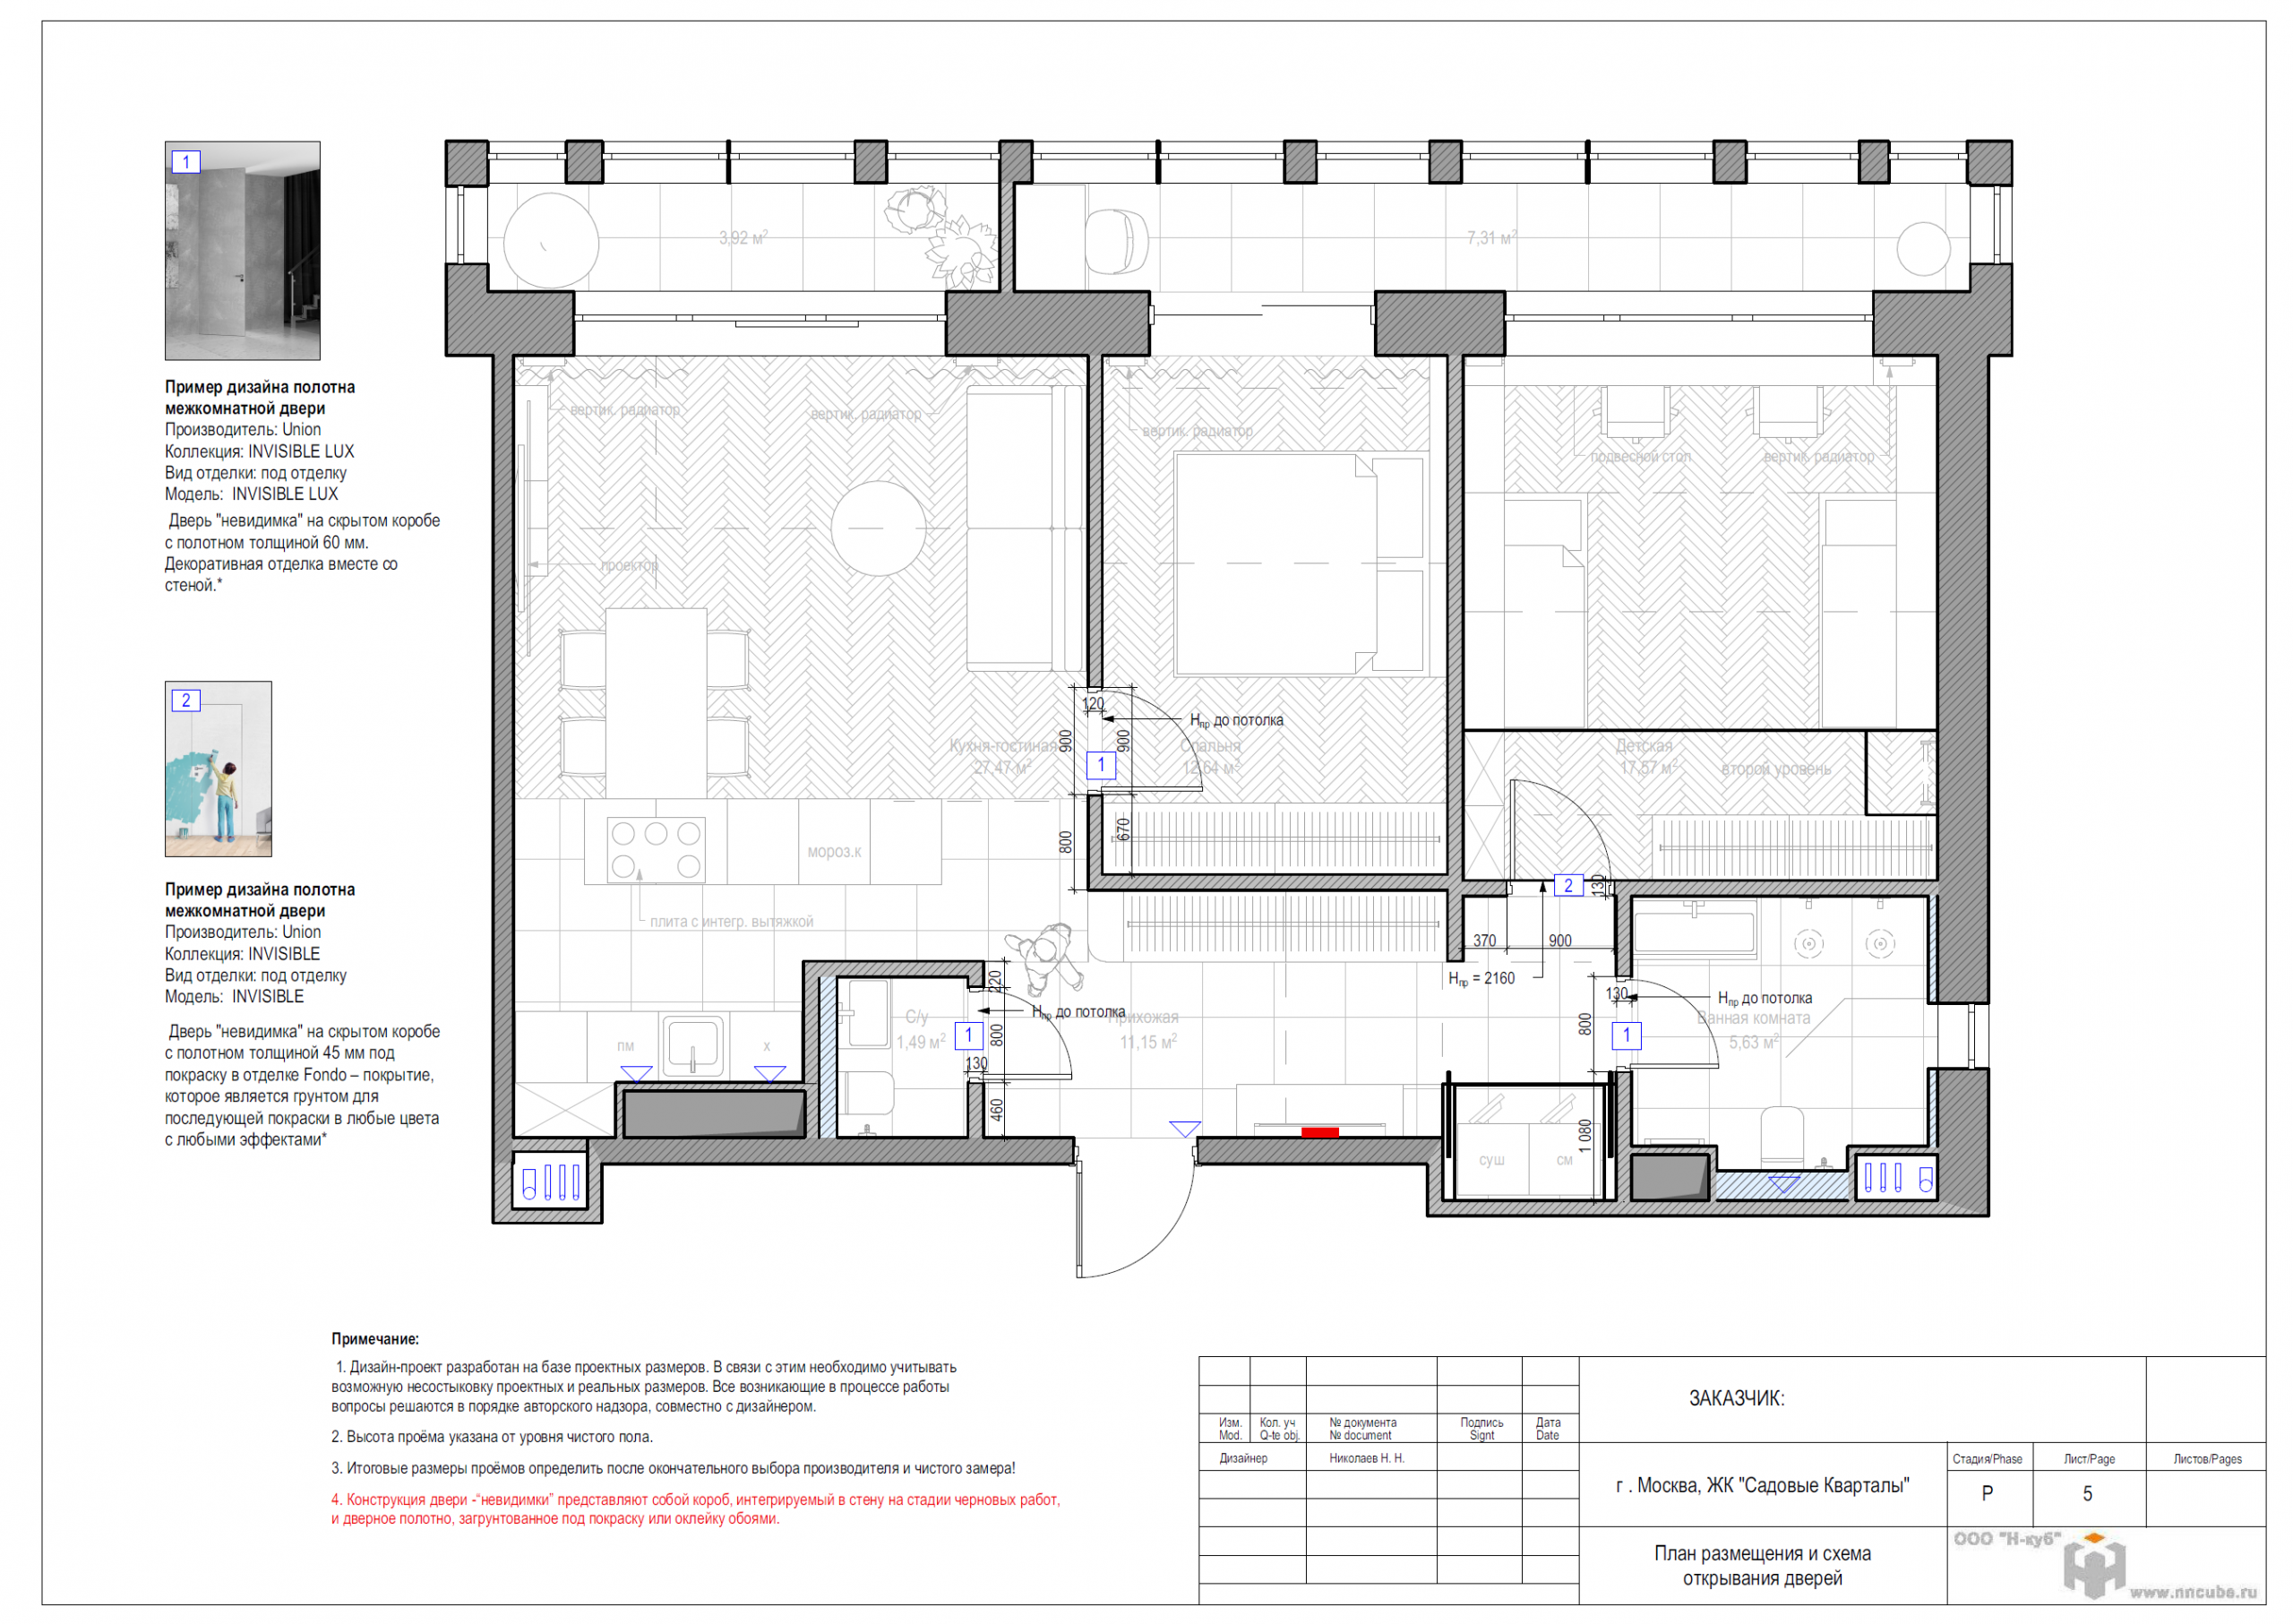 1
Пример дизайна полотна
межкомнатной двери
Производитель: Union
Коллекция: INVISIBLE LUX
Вид отделки: под отделку
Модель:  INVISIBLE LUX
Дверь "невидимка" на скрытом коробе
с полотном толщиной 60 мм.
Декоративная отделка вместе со
стеной.*
2
Пример дизайна полотна
межкомнатной двери
Производитель: Union
Коллекция: INVISIBLE
Вид отделки: под отделку
Модель:  INVISIBLE
Дверь "невидимка" на скрытом коробе
с полотном толщиной 45 мм под
покраску в отделке Fondo – покрытие,
которое является грунтом для
последующей покраски в любые цвета
с любыми эффектами*
3,92 м²
7,31 м²
вертик. радиатор
вертик. радиатор
вертик. радиатор
подвесной стол
вертик. радиатор
проектор
120
Hпр до потолка
900
900
1
Кухня-гостиная
27,47 м²
Спальня
12,64 м²
Детская
17,57 м²
второй уровень
800
670
мороз.к
плита с интегр. вытяжкой
2
130
370
900
Hпр = 2160
220
Hпр до потолка
130
Hпр до потолка
С/у
1,49 м²
1
800
130
460
Прихожая
11,15 м²
800
1
Ванная комната
5,63 м²
1 080
пм
х
суш
см
Примечание:
1. Дизайн-проект разработан на базе проектных размеров. В связи с этим необходимо учитывать
возможную несостыковку проектных и реальных размеров. Все возникающие в процессе работы
вопросы решаются в порядке авторского надзора, совместно с дизайнером.
2. Высота проёма указана от уровня чистого пола.
3. Итоговые размеры проёмов определить после окончательного выбора производителя и чистого замера!
4. Конструкция двери -“невидимки” представляют собой короб, интегрируемый в стену на стадии черновых работ,
и дверное полотно, загрунтованное под покраску или оклейку обоями.
Изм. Кол. уч № документа Подпись Дата
Mod. Q-te obj. № document Signt Date
Дизайнер Николаев Н. Н.
ЗАКАЗЧИК:
г . Москва, ЖК "Садовые Кварталы"
Стадия/Phase Лист/Page Листов/Pages
Р 5
План размещения и схема
открывания дверей
ООО "Н-куб"
www.nncube.ru